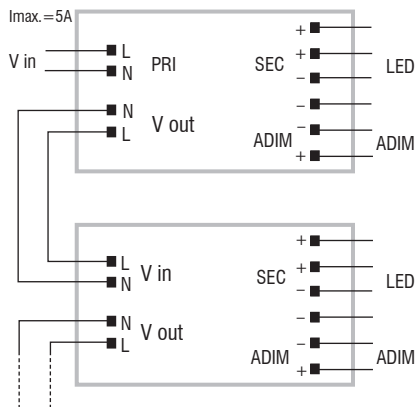 Imax.=5A
+
L + LED
V in PRI SEC
N −
N −
V out
L − ADIM
ADIM +
+
L +
V in SEC LED
N −
N −
V out
L −
ADIM + ADIM